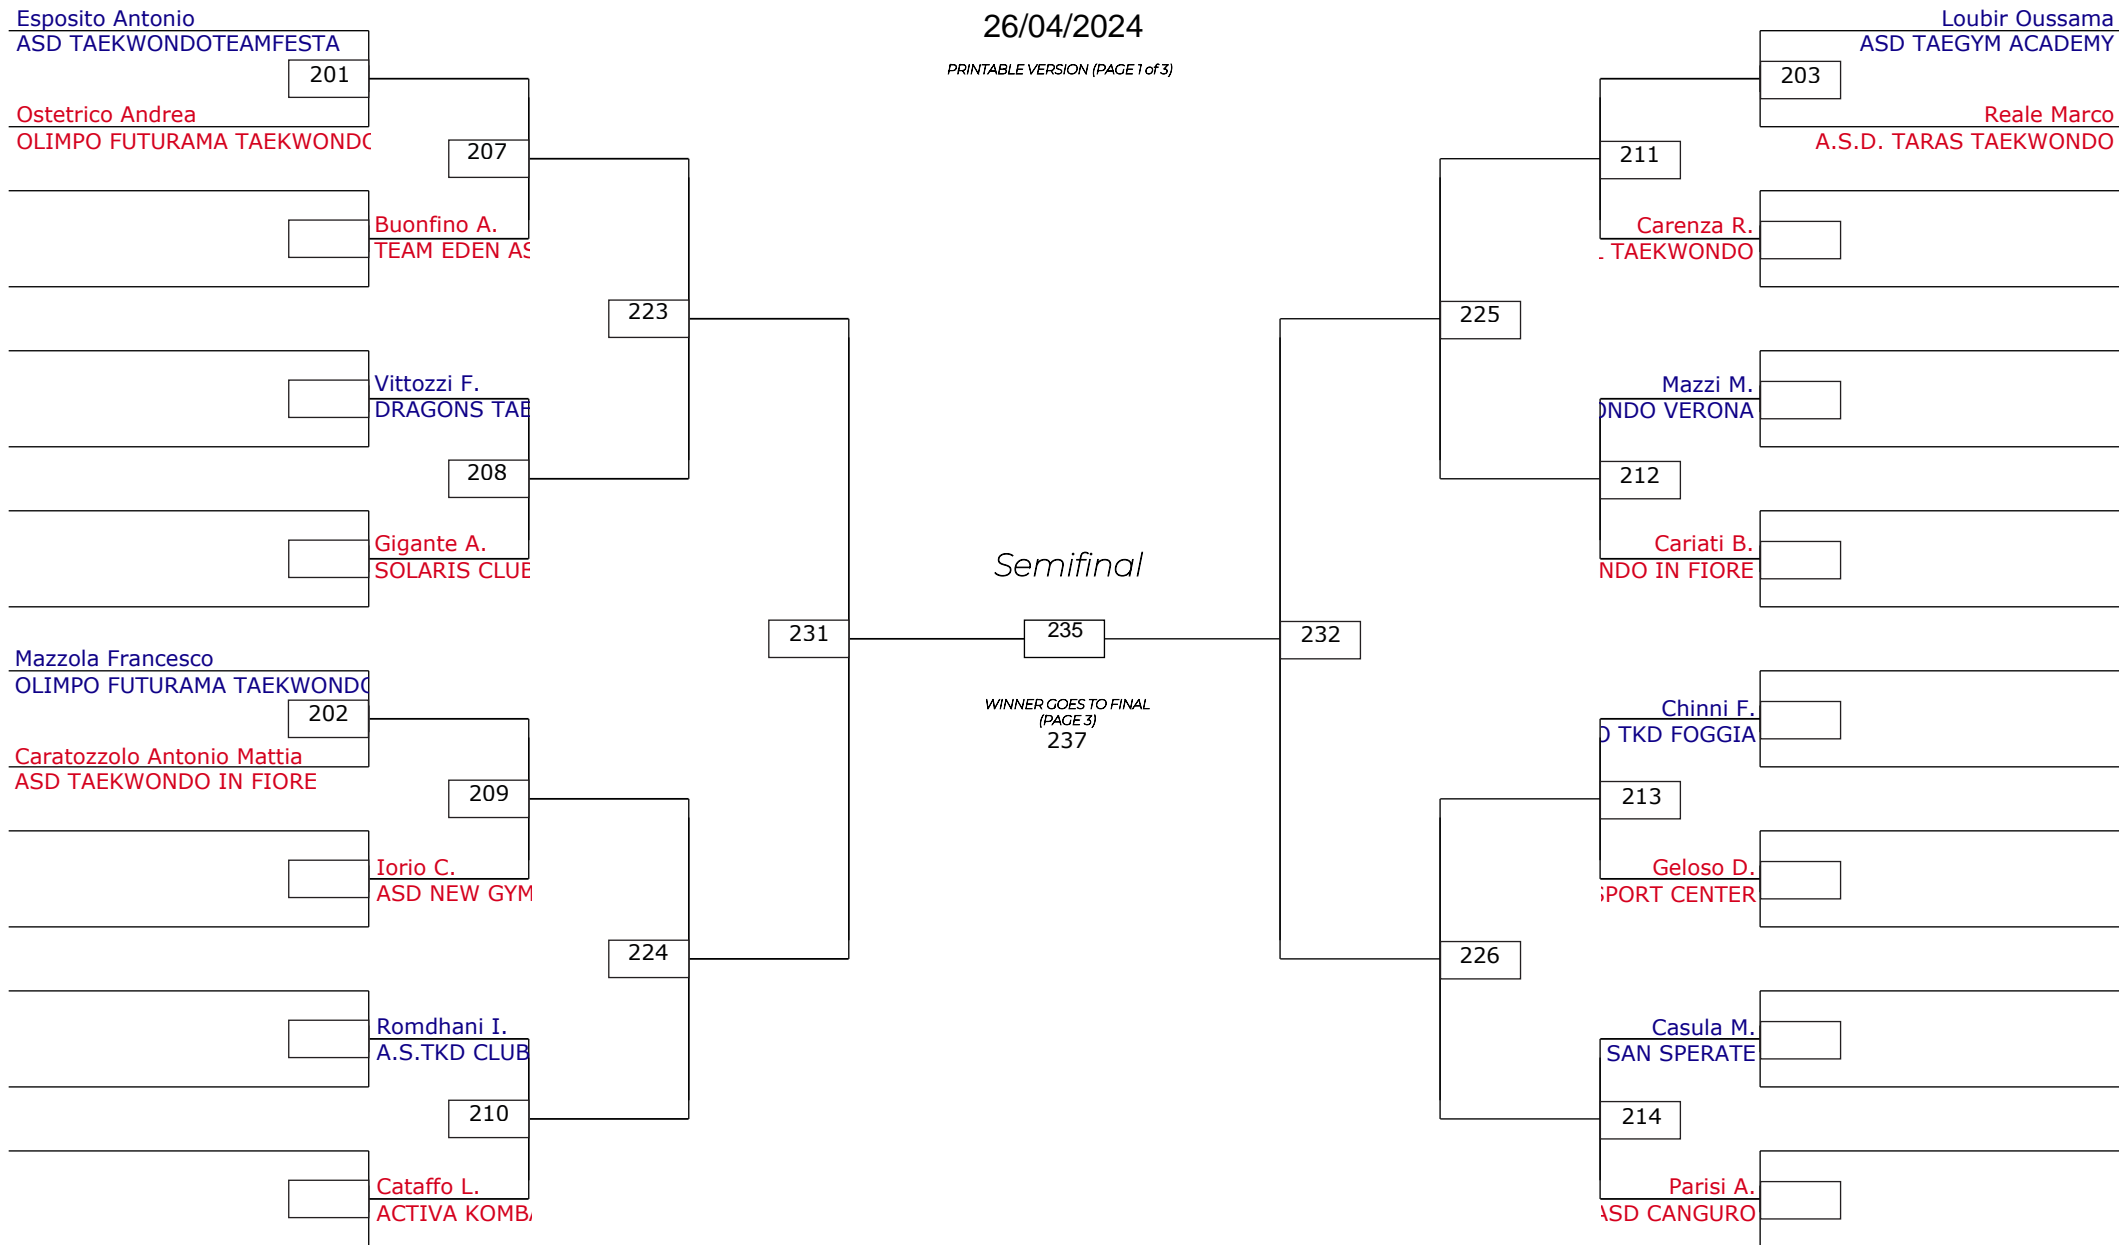 26/04/2024
PRINTABLE VERSION (PAGE 1 of 3)
Esposito Antonio
ASD TAEKWONDOTEAMFESTA
201
Ostetrico Andrea
OLIMPO FUTURAMA TAEKWONDO
207
Buonfino A.
TEAM EDEN AS
223
Vittozzi F.
DRAGONS TAE
208
Gigante A.
SOLARIS CLUB
231
Mazzola Francesco
OLIMPO FUTURAMA TAEKWONDO
202
Caratozzolo Antonio Mattia
ASD TAEKWONDO IN FIORE
209
Iorio C.
ASD NEW GYM
224
Romdhani I.
A.S.TKD CLUB
210
Cataffo L.
ACTIVA KOMBA
Semifinal
235
WINNER GOES TO FINAL
(PAGE 3)
237
Loubir Oussama
ASD TAEGYM ACADEMY
203
Reale Marco
A.S.D. TARAS TAEKWONDO
211
Carenza R.
TAEKWONDO
225
Mazzi M.
ONDO VERONA
212
Cariati B.
NDO IN FIORE
232
Chinni F.
TKD FOGGIA
213
Geloso D.
SPORT CENTER
226
Casula M.
SAN SPERATE
214
Parisi A.
ASD CANGURO